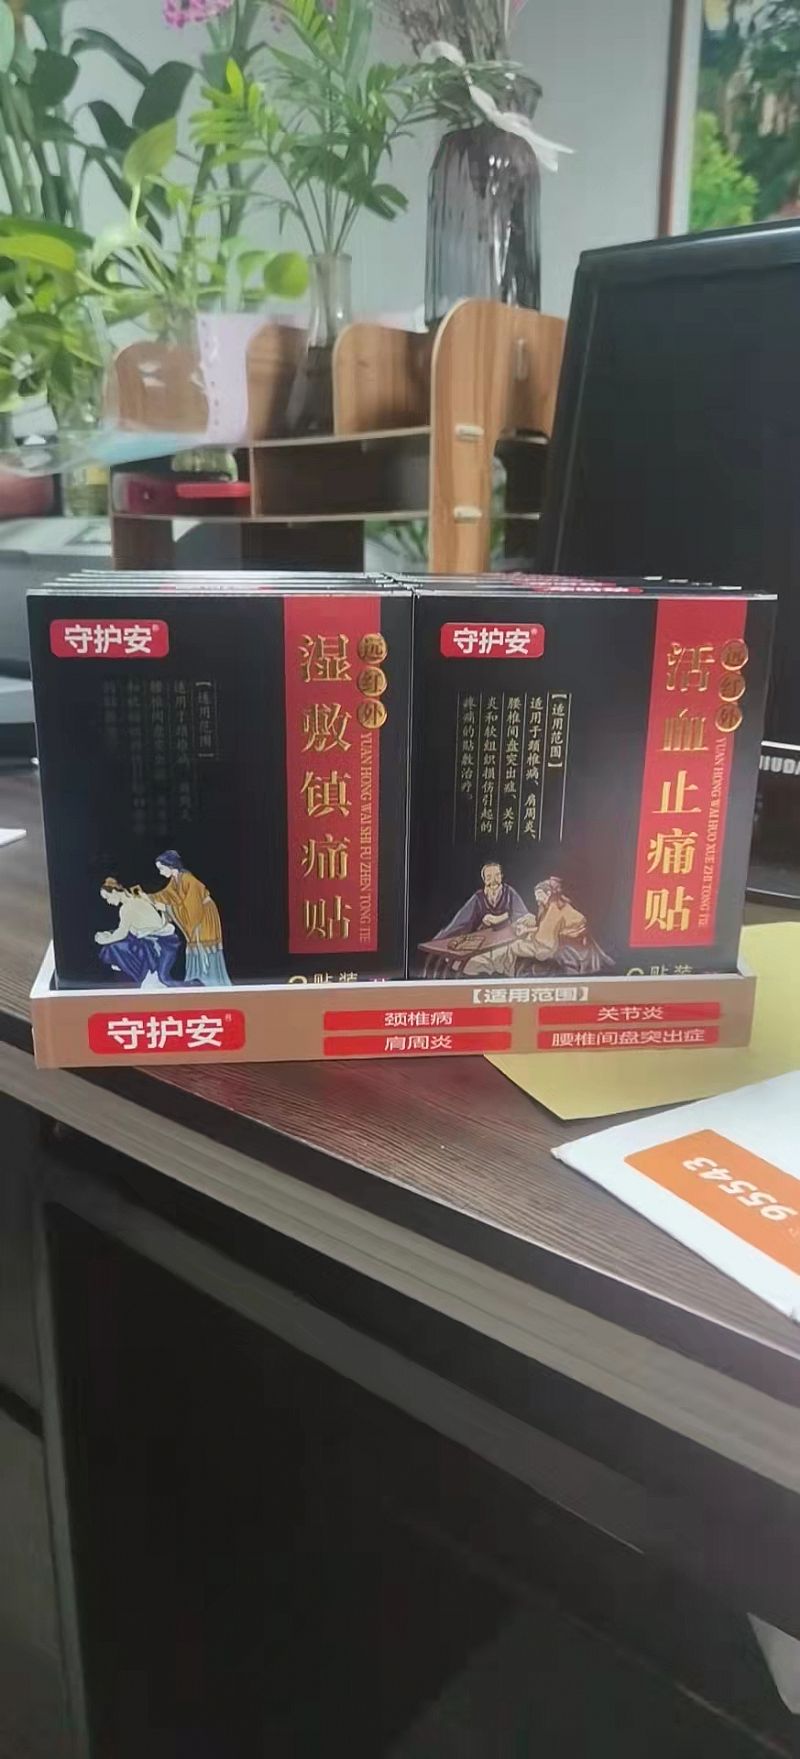 守护安®
远红外
湿敷镇痛贴
YUAN HONG WAI SHI FU ZHEN TONG TIE
【适用范围】
守护安®
远红外
活血止痛贴
YUAN HONG WAI HUO XUE ZHI TONG TIE
【适用范围】
适用于颈椎病、肩周炎、
腰椎间盘突出症、关节
炎和软组织损伤引起的
疼痛的贴敷治疗。
贴装
贴装
守护安®
【适用范围】
颈椎病
关节炎
肩周炎
腰椎间盘突出症
95543